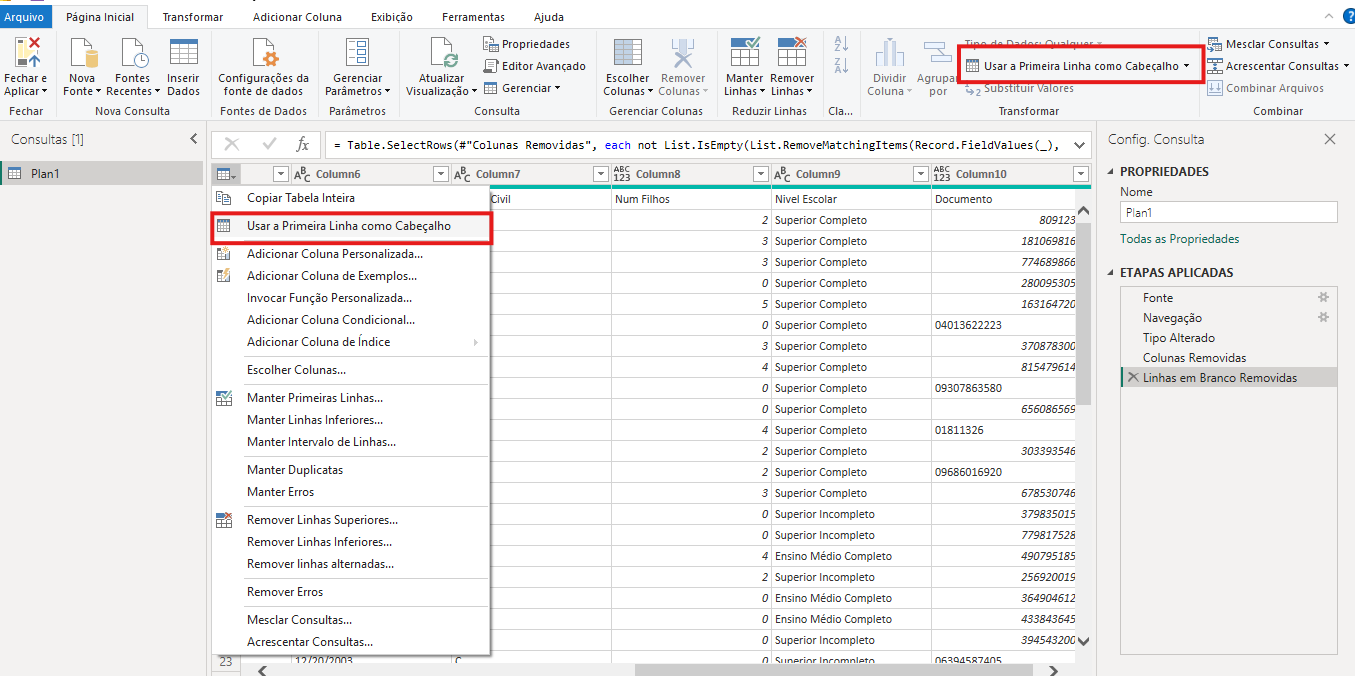 Arquivo Página Inicial Transformar Adicionar Coluna Exibição Ferramentas Ajuda
Fechar e Aplicar
Fechar
Nova Fonte
Fontes Recentes
Inserir Dados
Nova Consulta
Configurações da fonte de dados
Fontes de Dados
Gerenciar Parâmetros
Parâmetros
Atualizar Visualização
Propriedades
Editor Avançado
Gerenciar
Consulta
Escolher Colunas
Remover Colunas
Gerenciar Colunas
Manter Linhas
Remover Linhas
Reduzir Linhas
Cla...
Dividir Coluna
Agrupar por
Tipo de Dados: Qualquer
Usar a Primeira Linha como Cabeçalho
Substituir Valores
Transformar
Mesclar Consultas
Acrescentar Consultas
Combinar Arquivos
Combinar
Consultas [1]
Plan1
= Table.SelectRows(#"Colunas Removidas", each not List.IsEmpty(List.RemoveMatchingItems(Record.FieldValues(_),
Column6 Column7 Column8 Column9 Column10
Copiar Tabela Inteira
Usar a Primeira Linha como Cabeçalho
Adicionar Coluna Personalizada...
Adicionar Coluna de Exemplos...
Invocar Função Personalizada...
Adicionar Coluna Condicional...
Adicionar Coluna de Índice
Escolher Colunas...
Manter Primeiras Linhas...
Manter Linhas Inferiores...
Manter Intervalo de Linhas...
Manter Duplicatas
Manter Erros
Remover Linhas Superiores...
Remover Linhas Inferiores...
Remover linhas alternadas...
Remover Erros
Mesclar Consultas...
Acrescentar Consultas...
Civil Num Filhos Nivel Escolar Documento
2 Superior Completo 809123
3 Superior Completo 181069816
3 Superior Completo 774689866
0 Superior Completo 280095305
5 Superior Completo 163164720
0 Superior Completo 04013622223
3 Superior Completo 370878300
4 Superior Completo 815479614
0 Superior Completo 09307863580
0 Superior Completo 656086569
4 Superior Completo 01811326
2 Superior Completo 303393546
2 Superior Completo 09686016920
3 Superior Completo 678530746
0 Superior Incompleto 379835015
0 Superior Incompleto 779817528
4 Ensino Médio Completo 490795185
2 Superior Incompleto 256920019
0 Ensino Médio Completo 364904612
0 Ensino Médio Completo 433843645
0 Superior Incompleto 394543200
23 12/20/2003 C 0 Superior Incompleto 06394587405
Config. Consulta
PROPRIEDADES
Nome
Plan1
Todas as Propriedades
ETAPAS APLICADAS
Fonte
Navegação
Tipo Alterado
Colunas Removidas
Linhas em Branco Removidas